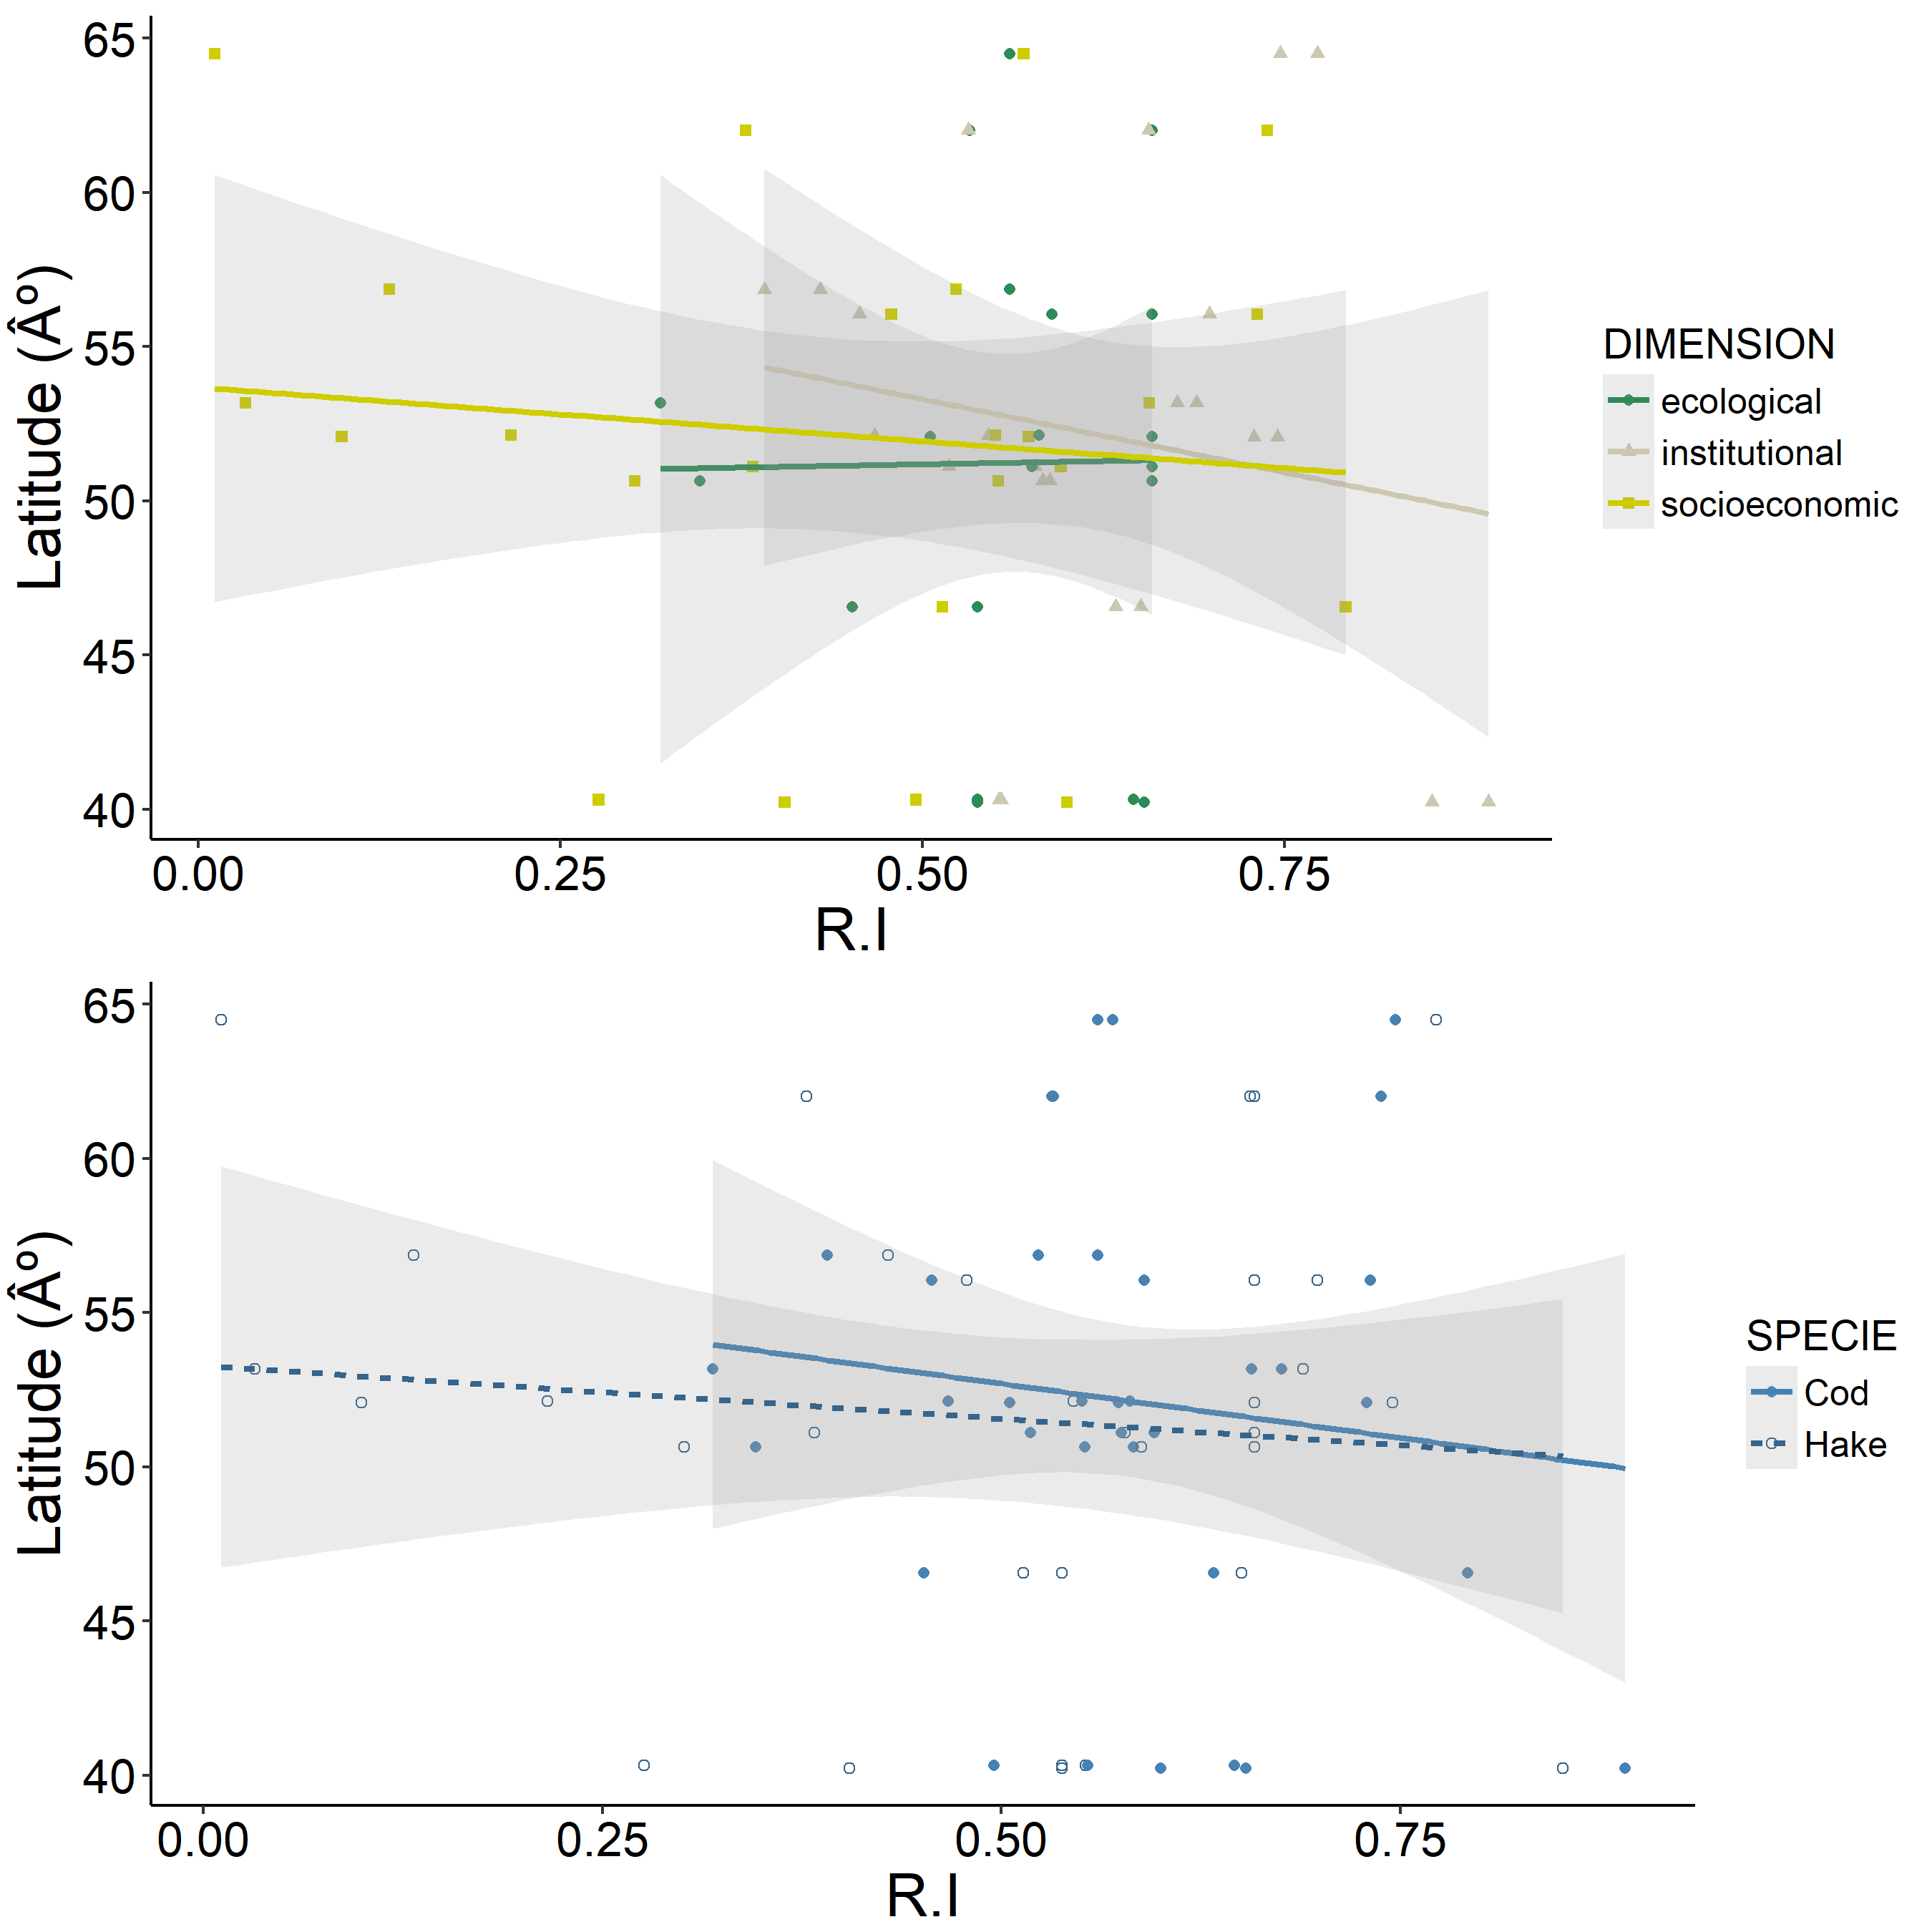 65
60
55
50
45
40
Latitude (Âº)
0.00 0.25 0.50 0.75
R.I
DIMENSION
ecological
institutional
socioeconomic
65
60
55
50
45
40
Latitude (Âº)
0.00 0.25 0.50 0.75
R.I
SPECIE
Cod
Hake